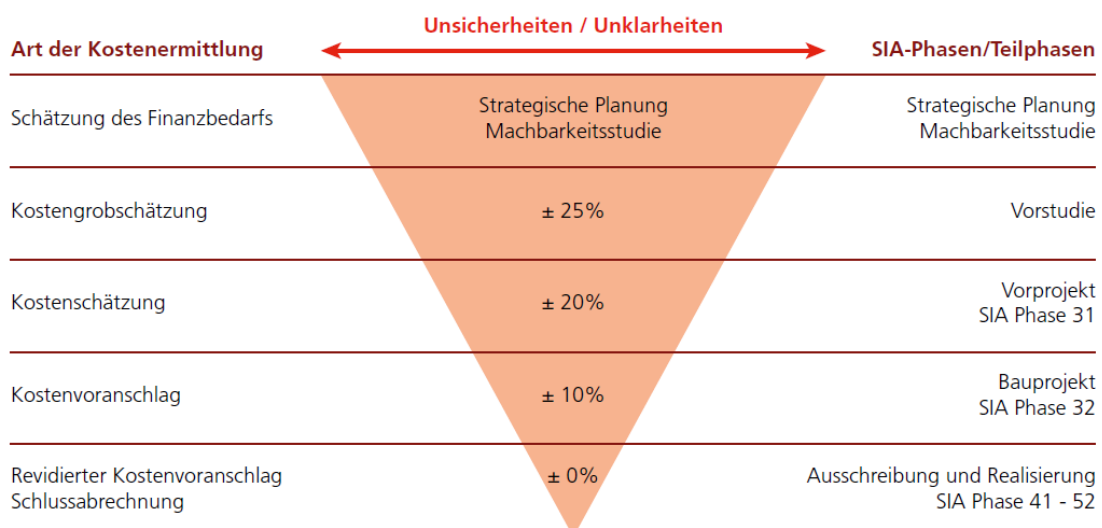 Unsicherheiten / Unklarheiten
Art der Kostenermittlung
SIA-Phasen/Teilphasen
Schätzung des Finanzbedarfs
Strategische Planung
Machbarkeitsstudie
Strategische Planung
Machbarkeitsstudie
Kostengrobschätzung
± 25%
Vorstudie
Kostenschätzung
± 20%
Vorprojekt
SIA Phase 31
Kostenvoranschlag
± 10%
Bauprojekt
SIA Phase 32
Revidierter Kostenvoranschlag
Schlussabrechnung
± 0%
Ausschreibung und Realisierung
SIA Phase 41 - 52